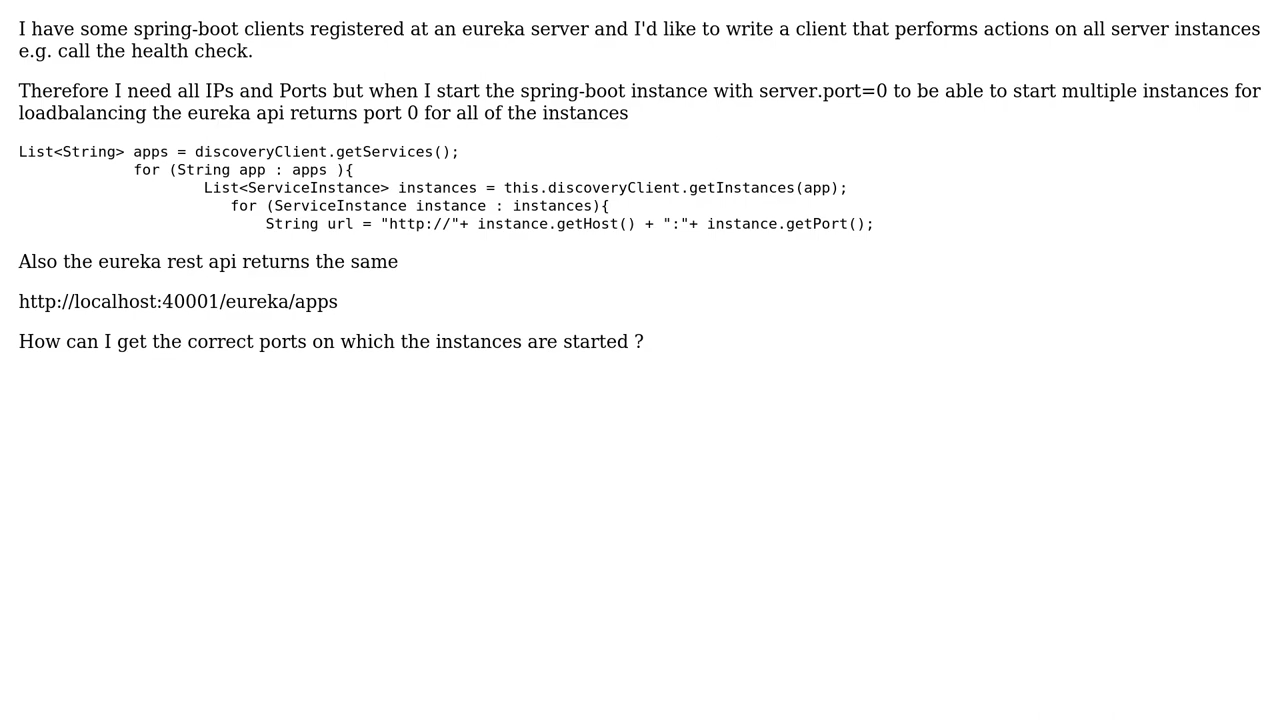 I have some spring-boot clients registered at an eureka server and I'd like to write a client that performs actions on all server instances
e.g. call the health check.
Therefore I need all IPs and Ports but when I start the spring-boot instance with server.port=0 to be able to start multiple instances for
loadbalancing the eureka api returns port 0 for all of the instances
List<String> apps = discoveryClient.getServices();
             for (String app : apps ){
                     List<ServiceInstance> instances = this.discoveryClient.getInstances(app);
                        for (ServiceInstance instance : instances){
                            String url = "http://"+ instance.getHost() + ":"+ instance.getPort();
Also the eureka rest api returns the same
http://localhost:40001/eureka/apps
How can I get the correct ports on which the instances are started ?